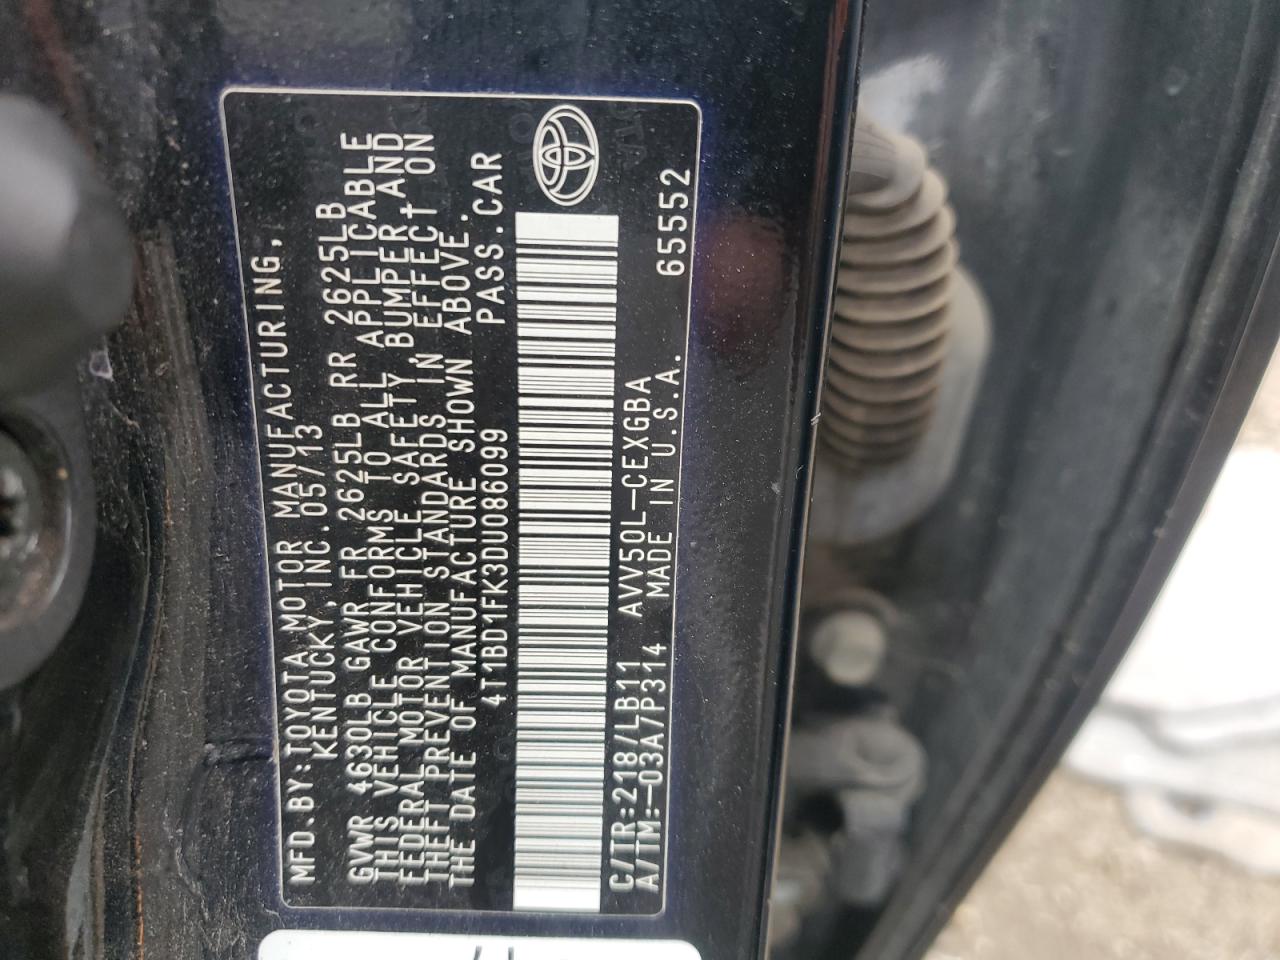 MFD.BY:TOYOTA MOTOR MANUFACTURING,
KENTUCKY, INC.05/13
GVWR 4630LB GAWR FR 2625LB RR 2625LB
THIS VEHICLE CONFORMS TO ALL APPLICABLE
FEDERAL MOTOR VEHICLE SAFETY, BUMPER, AND
THEFT PREVENTION STANDARDS IN EFFECT ON
THE DATE OF MANUFACTURE SHOWN ABOVE.
4T1BD1FK3DU086099 PASS.CAR
C/TR:218/LB11 AVV50L-CEXGBA
A/TM:-03A/P314 MADE IN U.S.A. 65552